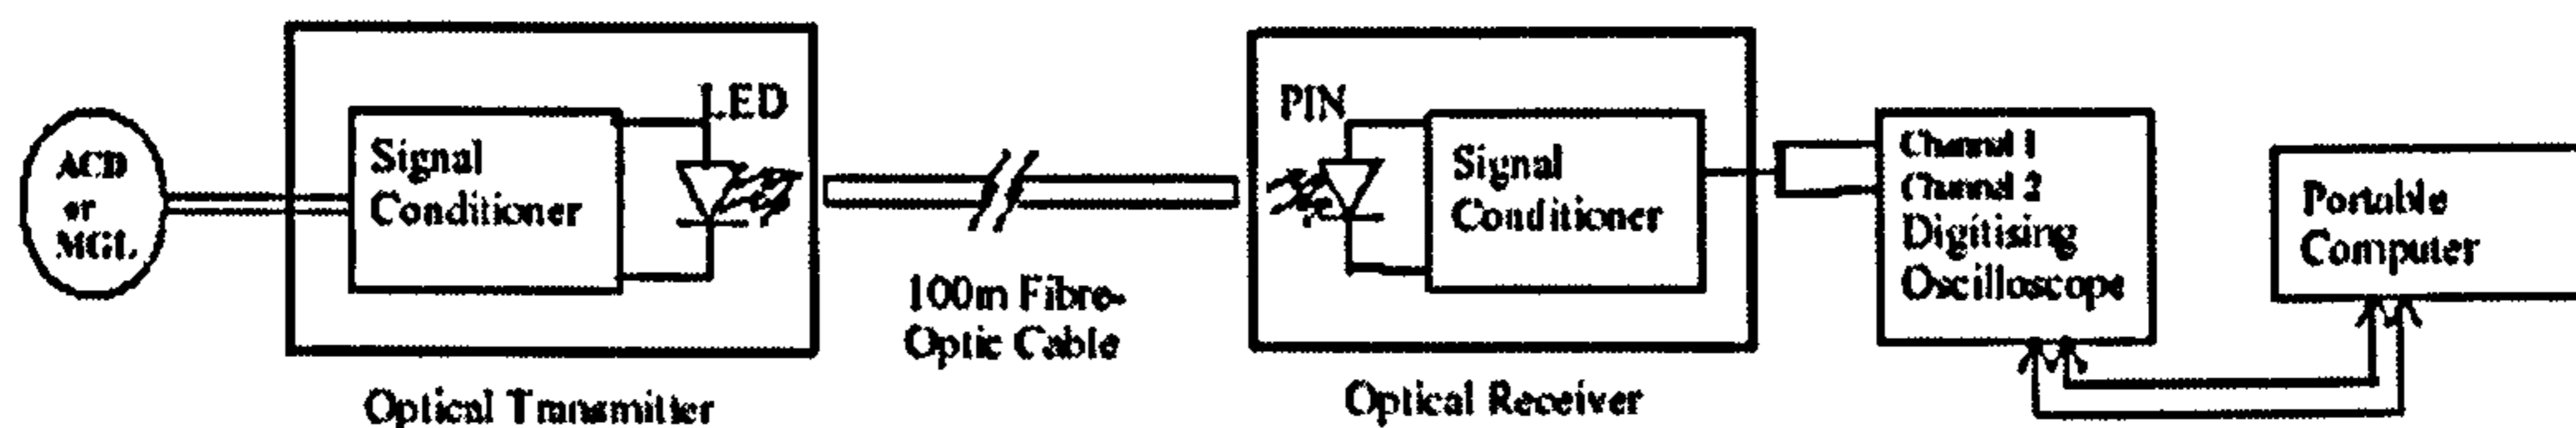 ACD
or
MGL
Signal
Conditioner
LED
Optical Transmitter
100m Fibre-
Optic Cable
PIN
Signal
Conditioner
Optical Receiver
Channel 1
Channel 2
Digitising
Oscilloscope
Portable
Computer